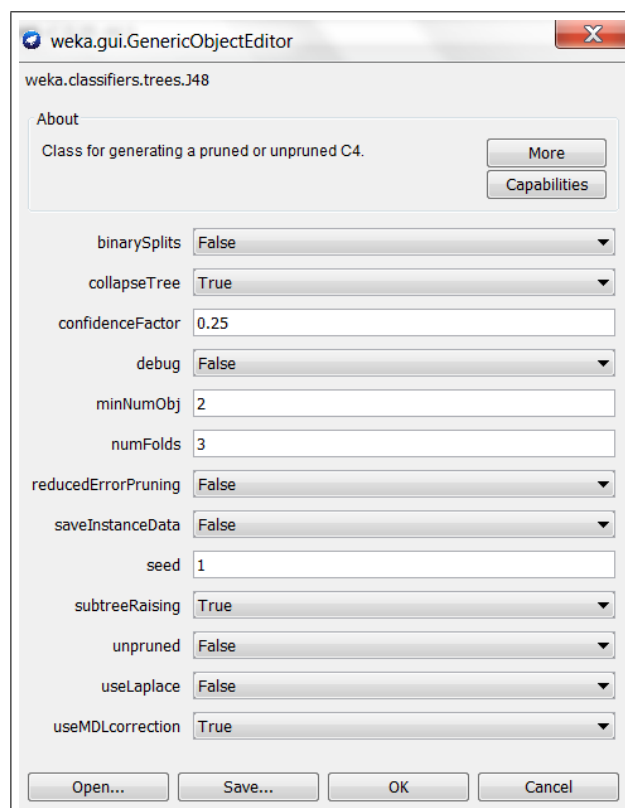 weka.gui.GenericObjectEditor
weka.classifiers.trees.J48
About
Class for generating a pruned or unpruned C4.
More
Capabilities
binarySplits False
collapseTree True
confidenceFactor 0.25
debug False
minNumObj 2
numFolds 3
reducedErrorPruning False
saveInstanceData False
seed 1
subtreeRaising True
unpruned False
useLaplace False
useMDLcorrection True
Open... Save... OK Cancel